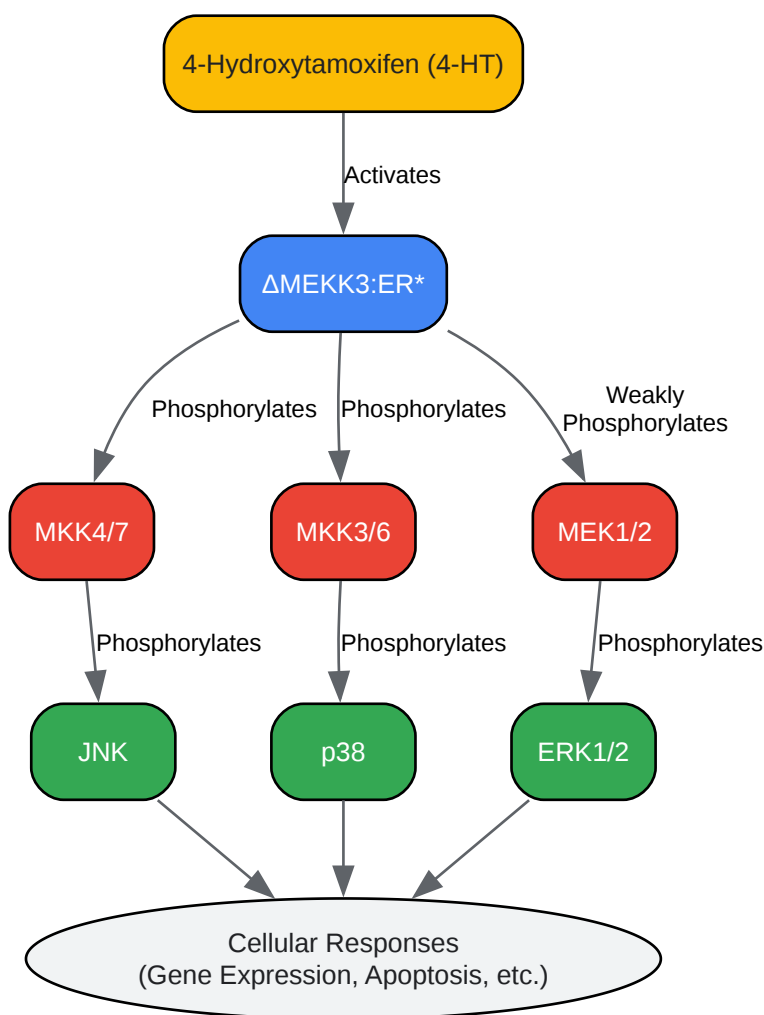 4-Hydroxytamoxifen (4-HT)
Activates
ΔMEKK3:ER*
Phosphorylates
Phosphorylates
Weakly
Phosphorylates
MKK4/7
MKK3/6
MEK1/2
Phosphorylates
Phosphorylates
Phosphorylates
JNK
p38
ERK1/2
Cellular Responses
(Gene Expression, Apoptosis, etc.)